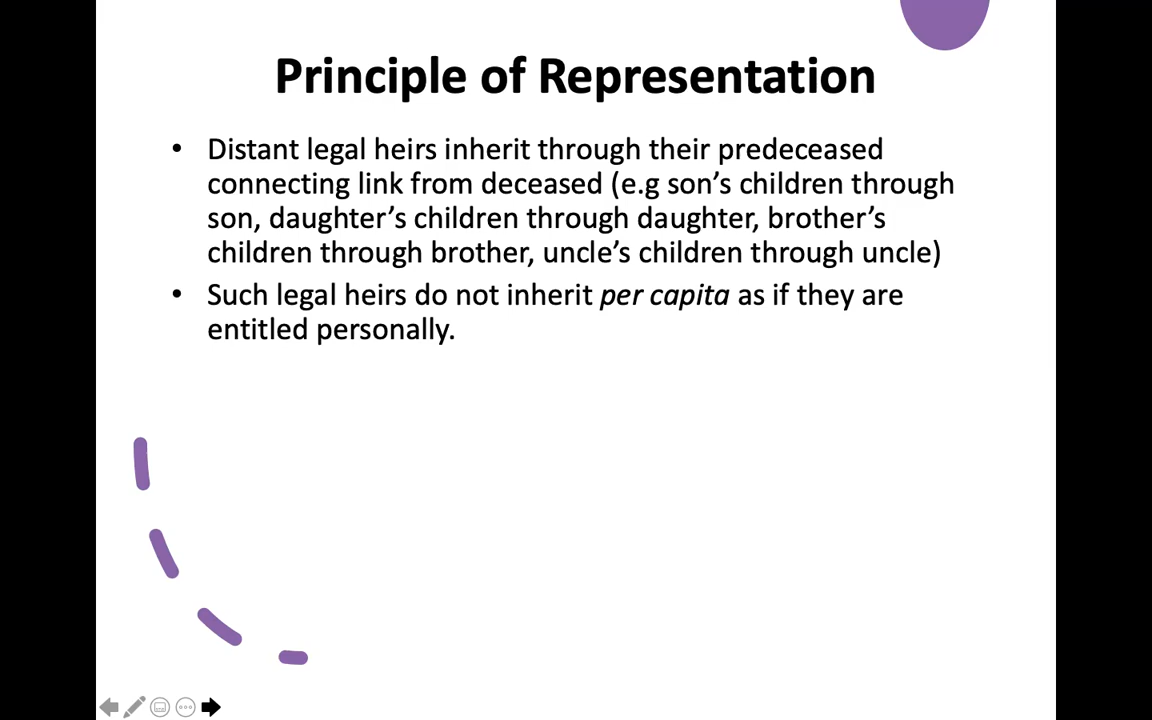 Principle of Representation
• Distant legal heirs inherit through their predeceased
connecting link from deceased (e.g son’s children through
son, daughter’s children through daughter, brother’s
children through brother, uncle’s children through uncle)
• Such legal heirs do not inherit per capita as if they are
entitled personally.